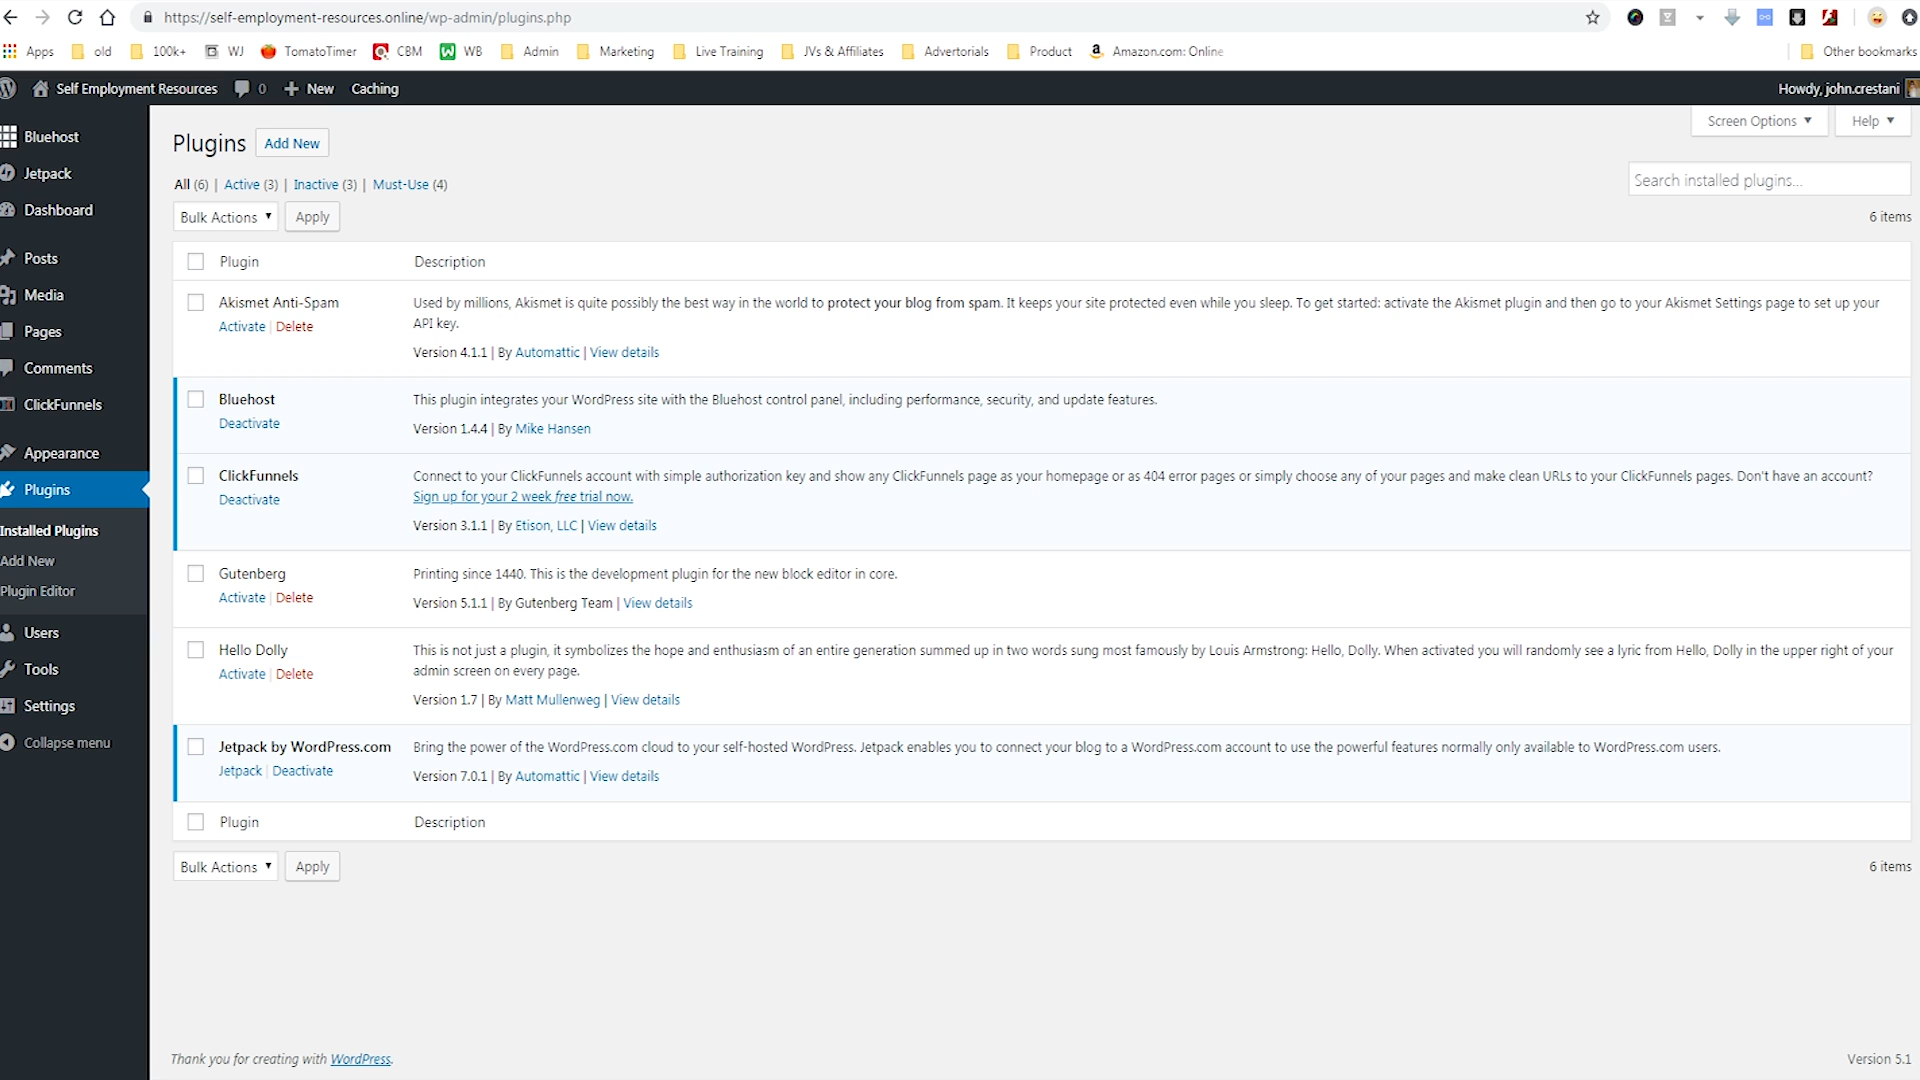 https://self-employment-resources.online/wp-admin/plugins.php
Apps old 100k+ WJ TomatoTimer CBM WB Admin Marketing Live Training JVs & Affiliates Advertorials Product Amazon.com: Online Other bookmarks
Self Employment Resources 0 New Caching Howdy, john.crestani
Bluehost
Jetpack
Dashboard
Posts
Media
Pages
Comments
ClickFunnels
Appearance
Plugins
Installed Plugins
Add New
Plugin Editor
Users
Tools
Settings
Collapse menu
Screen Options ▼ Help ▼
Plugins Add New
All (6) | Active (3) | Inactive (3) | Must-Use (4)
Search installed plugins...
Bulk Actions ▼ Apply 6 items
Plugin Description
Akismet Anti-Spam
Activate | Delete
Used by millions, Akismet is quite possibly the best way in the world to protect your blog from spam. It keeps your site protected even while you sleep. To get started: activate the Akismet plugin and then go to your Akismet Settings page to set up your
API key.
Version 4.1.1 | By Automattic | View details
Bluehost
Deactivate
This plugin integrates your WordPress site with the Bluehost control panel, including performance, security, and update features.
Version 1.4.4 | By Mike Hansen
ClickFunnels
Deactivate
Connect to your ClickFunnels account with simple authorization key and show any ClickFunnels page as your homepage or as 404 error pages or simply choose any of your pages and make clean URLs to your ClickFunnels pages. Don't have an account?
Sign up for your 2 week free trial now.
Version 3.1.1 | By Etison, LLC | View details
Gutenberg
Activate | Delete
Printing since 1440. This is the development plugin for the new block editor in core.
Version 5.1.1 | By Gutenberg Team | View details
Hello Dolly
Activate | Delete
This is not just a plugin, it symbolizes the hope and enthusiasm of an entire generation summed up in two words sung most famously by Louis Armstrong: Hello, Dolly. When activated you will randomly see a lyric from Hello, Dolly in the upper right of your
admin screen on every page.
Version 1.7 | By Matt Mullenweg | View details
Jetpack by WordPress.com
Jetpack | Deactivate
Bring the power of the WordPress.com cloud to your self-hosted WordPress. Jetpack enables you to connect your blog to a WordPress.com account to use the powerful features normally only available to WordPress.com users.
Version 7.0.1 | By Automattic | View details
Plugin Description
Bulk Actions ▼ Apply 6 items
Thank you for creating with WordPress. Version 5.1